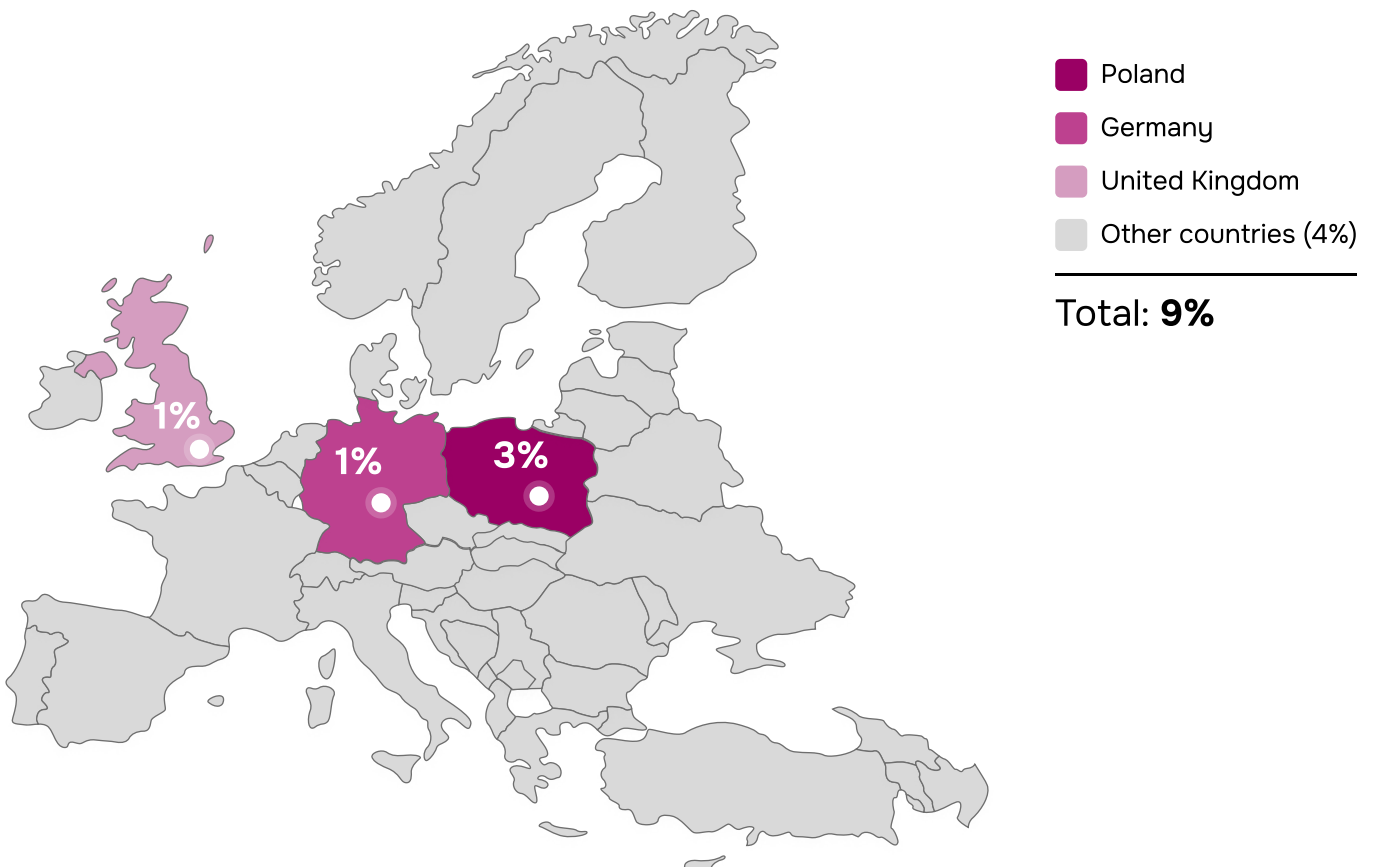 Poland
Germany
United Kingdom
Other countries (4%)
Total: 9%
1%
1%
3%